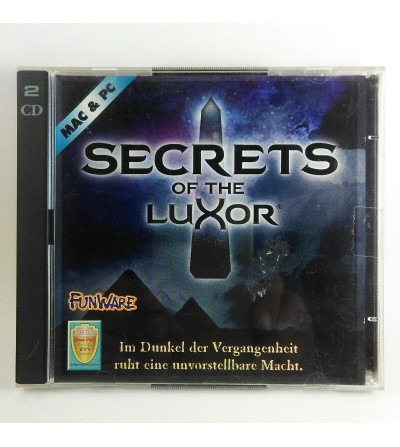 2
CD
MAC & PC
SECRETS
OF THE
LUXOR
FUNWARE
Im Dunkel der Vergangenheit
ruht eine unvorstellbare Macht.